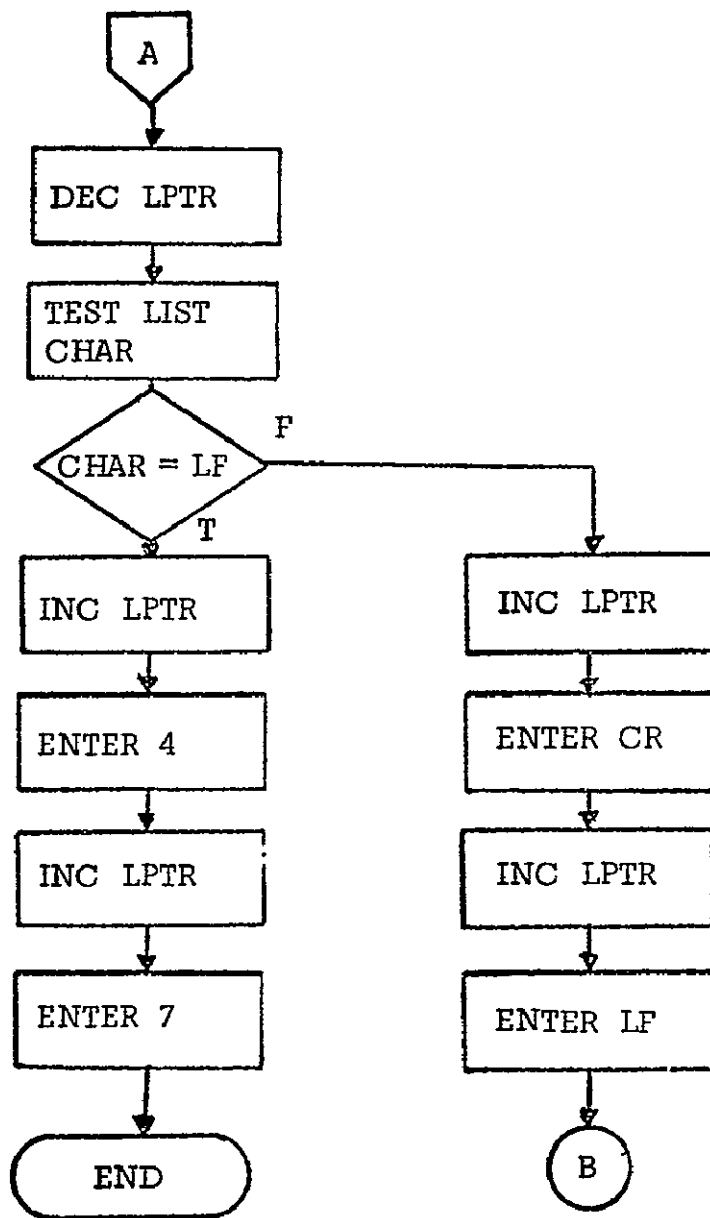 A
DEC LPTR
TEST LIST
CHAR
CHAR = LF
F
T
INC LPTR
ENTER 4
INC LPTR
ENTER 7
END
INC LPTR
ENTER CR
INC LPTR
ENTER LF
B